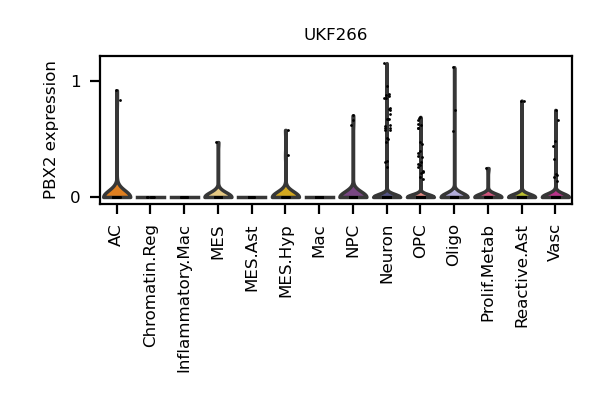 UKF266
PBX2 expression
1
0
AC
Chromatin.Reg
Inflammatory.Mac
MES
MES.Ast
MES.Hyp
Mac
NPC
Neuron
OPC
Oligo
Prolif.Metab
Reactive.Ast
Vasc